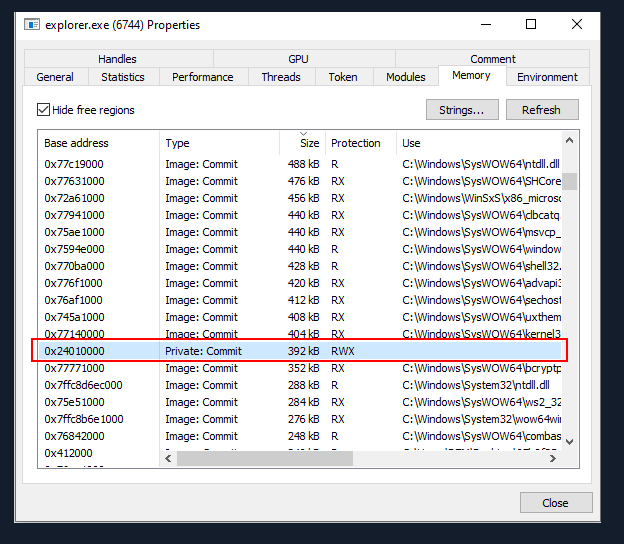 explorer.exe (6744) Properties
Handles GPU Comment
General Statistics Performance Threads Token Modules Memory Environment
Hide free regions Strings... Refresh
Base address Type Size Protection Use
0x77c19000 Image: Commit 488 kB R C:\Windows\SysWOW64\ntdll.dll
0x77631000 Image: Commit 476 kB RX C:\Windows\SysWOW64\SHCore
0x72a61000 Image: Commit 456 kB RX C:\Windows\WinSxS\x86_microso
0x77941000 Image: Commit 440 kB RX C:\Windows\SysWOW64\clbcatq.
0x75ae1000 Image: Commit 440 kB RX C:\Windows\SysWOW64\msvcp_
0x7594e000 Image: Commit 440 kB R C:\Windows\SysWOW64\window
0x770ba000 Image: Commit 428 kB R C:\Windows\SysWOW64\shell32.
0x776f1000 Image: Commit 420 kB RX C:\Windows\SysWOW64\advapi3
0x76af1000 Image: Commit 412 kB RX C:\Windows\SysWOW64\sechost
0x745a1000 Image: Commit 408 kB RX C:\Windows\SysWOW64\uxthem
0x77140000 Image: Commit 404 kB RX C:\Windows\SysWOW64\kernel3
0x24010000 Private: Commit 392 kB RWX
0x77771000 Image: Commit 352 kB RX C:\Windows\SysWOW64\bcryptp
0x7ffc8d6ec000 Image: Commit 288 kB R C:\Windows\System32\ntdll.dll
0x75e51000 Image: Commit 284 kB RX C:\Windows\SysWOW64\ws2_32
0x7ffc8b6e1000 Image: Commit 276 kB RX C:\Windows\System32\wow64wi
0x76842000 Image: Commit 248 kB R C:\Windows\SysWOW64\combas
0x412000 Image: Commit 240 kB R
Close